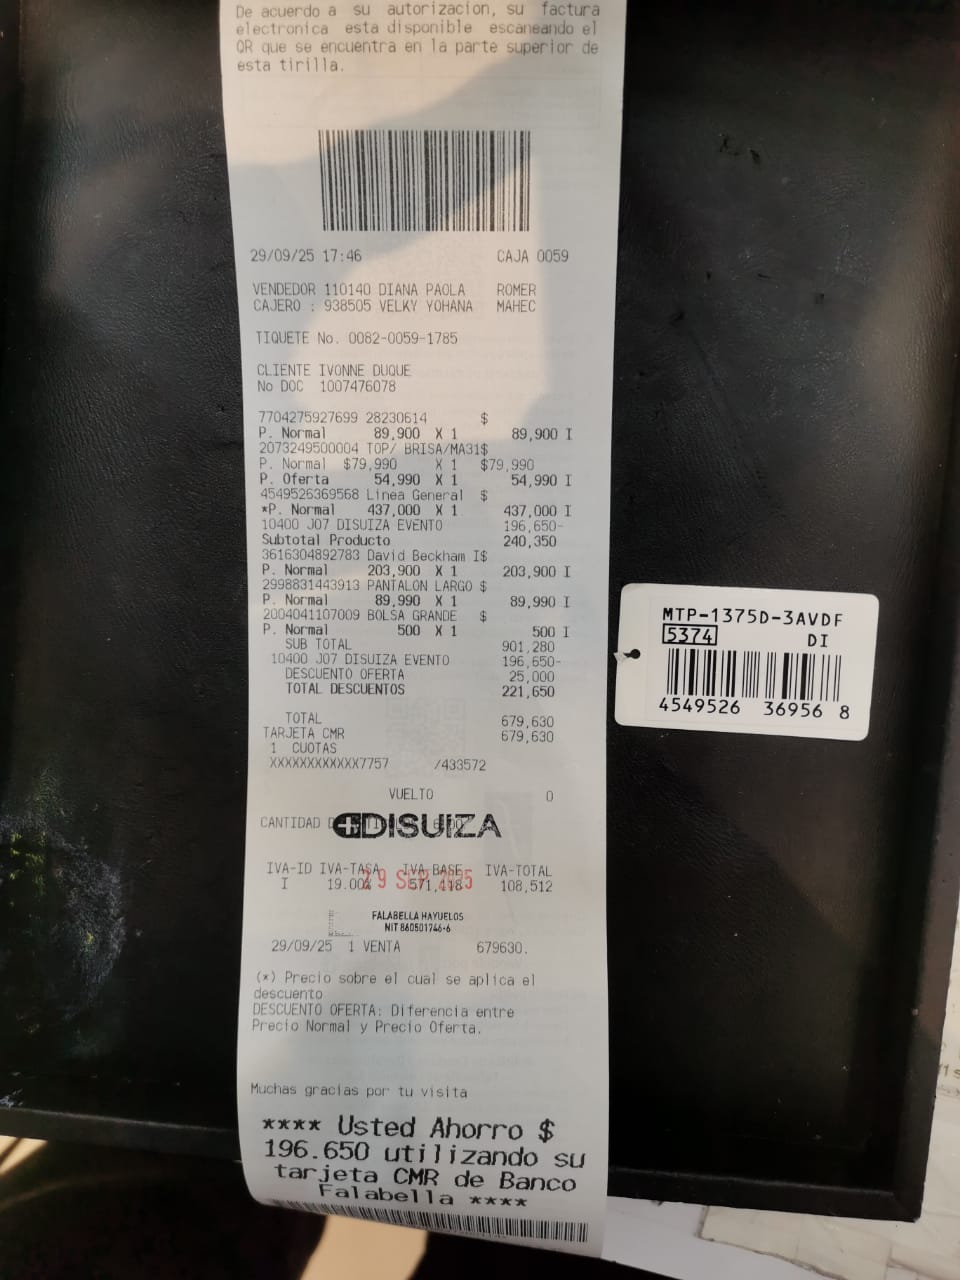 De acuerdo a su autorizacion, su factura
electronica esta disponible escaneando el
QR que se encuentra en la parte superior de
esta tirilla.
29/09/25 17:46 CAJA 0059
VENDEDOR 110140 DIANA PAOLA ROMER
CAJERO : 938505 VELKY YOHANA MAHEC
TIQUETE No. 0082-0059-1785
CLIENTE IVONNE DUQUE
No DOC 1007476078
7704275927699 28230614 $
P. Normal 89,900 X 1 89,900 I
2073249500004 TOP/ BRISA/MA31$
P. Normal $79,990 X 1 $79,990
P. Oferta 54,990 X 1 54,990 I
4549526369568 Linea General $
*P. Normal 437,000 X 1 437,000 I
10400 J07 DISUIZA EVENTO 196,650-
Subtotal Producto 240,350
3616304892783 David Beckham I$
P. Normal 203,900 X 1 203,900 I
2998831443913 PANTALON LARGO $
P. Normal 89,990 X 1 89,990 I
2004041107009 BOLSA GRANDE $
P. Normal 500 X 1 500 I
SUB TOTAL 901,280
10400 J07 DISUIZA EVENTO 196,650-
DESCUENTO OFERTA 25,000
TOTAL DESCUENTOS 221,650
TOTAL 679,630
TARJETA CMR 679,630
1 CUOTAS
XXXXXXXXXXXX7757 /433572
VUELTO 0
CANTIDAD
DISUIZA
IVA-ID IVA-TASA IVA BASE IVA-TOTAL
I 19.00% 571,118 108,512
29 SEP 2025
FALABELLA HAYUELOS
NIT 860501746-6
29/09/25 1 VENTA 679630.
(*) Precio sobre el cual se aplica el
descuento
DESCUENTO OFERTA: Diferencia entre
Precio Normal y Precio Oferta.
Muchas gracias por tu visita
**** Usted Ahorro $
196.650 utilizando su
tarjeta CMR de Banco
Falabella ****
MTP-1375D-3AVDF
5374 DI
4549526 36956 8